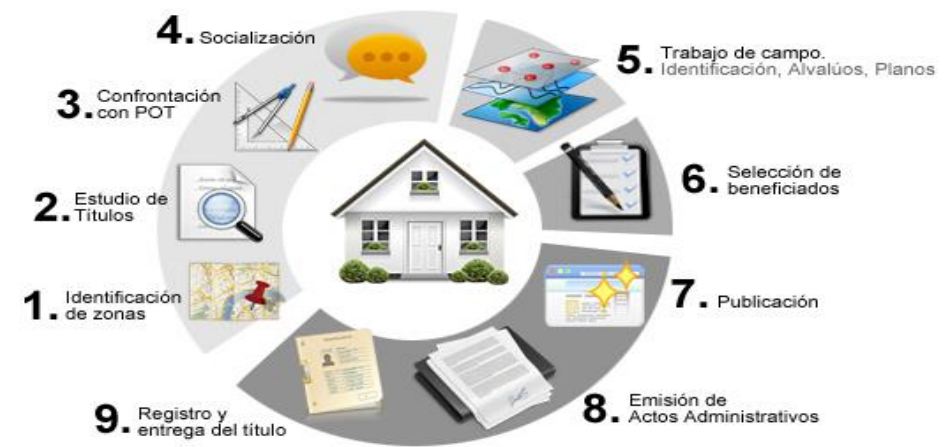 1. Identificación
de zonas
2. Estudio de
Títulos
3. Confrontación
con POT
4. Socialización
5. Trabajo de campo.
Identificación, Alvalúos, Planos
6. Selección de
beneficiados
7. Publicación
8. Emisión de
Actos Administrativos
9. Registro y
entrega del título